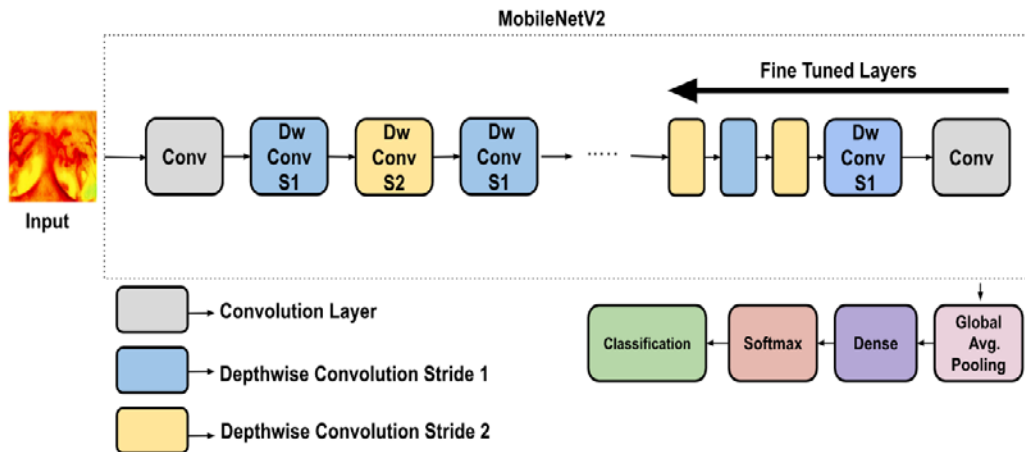 MobileNetV2
Fine Tuned Layers
Input
Conv
Dw
Conv
S1
Dw
Conv
S2
Dw
Conv
S1
.....
Dw
Conv
S1
Conv
Convolution Layer
Depthwise Convolution Stride 1
Depthwise Convolution Stride 2
Classification
Softmax
Dense
Global
Avg.
Pooling